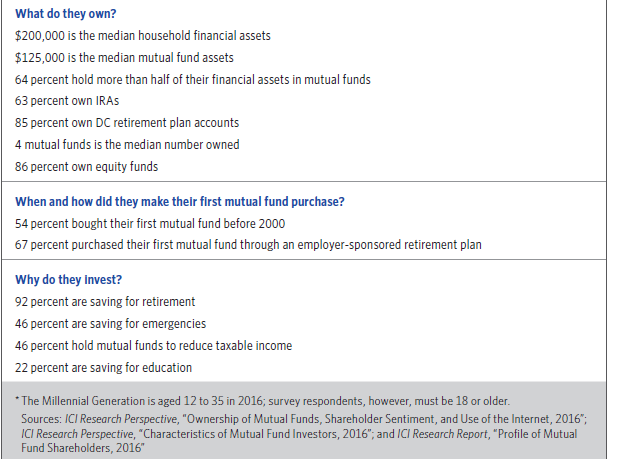 What do they own?
$200,000 is the median household financial assets
$125,000 is the median mutual fund assets
64 percent hold more than half of their financial assets in mutual funds
63 percent own IRAs
85 percent own DC retirement plan accounts
4 mutual funds is the median number owned
86 percent own equity funds
When and how did they make their first mutual fund purchase?
54 percent bought their first mutual fund before 2000
67 percent purchased their first mutual fund through an employer-sponsored retirement plan
Why do they invest?
92 percent are saving for retirement
46 percent are saving for emergencies
46 percent hold mutual funds to reduce taxable income
22 percent are saving for education
* The Millennial Generation is aged 12 to 35 in 2016; survey respondents, however, must be 18 or older.
Sources: ICI Research Perspective, “Ownership of Mutual Funds, Shareholder Sentiment, and Use of the Internet, 2016”;
ICI Research Perspective, “Characteristics of Mutual Fund Investors, 2016”; and ICI Research Report, “Profile of Mutual
Fund Shareholders, 2016”